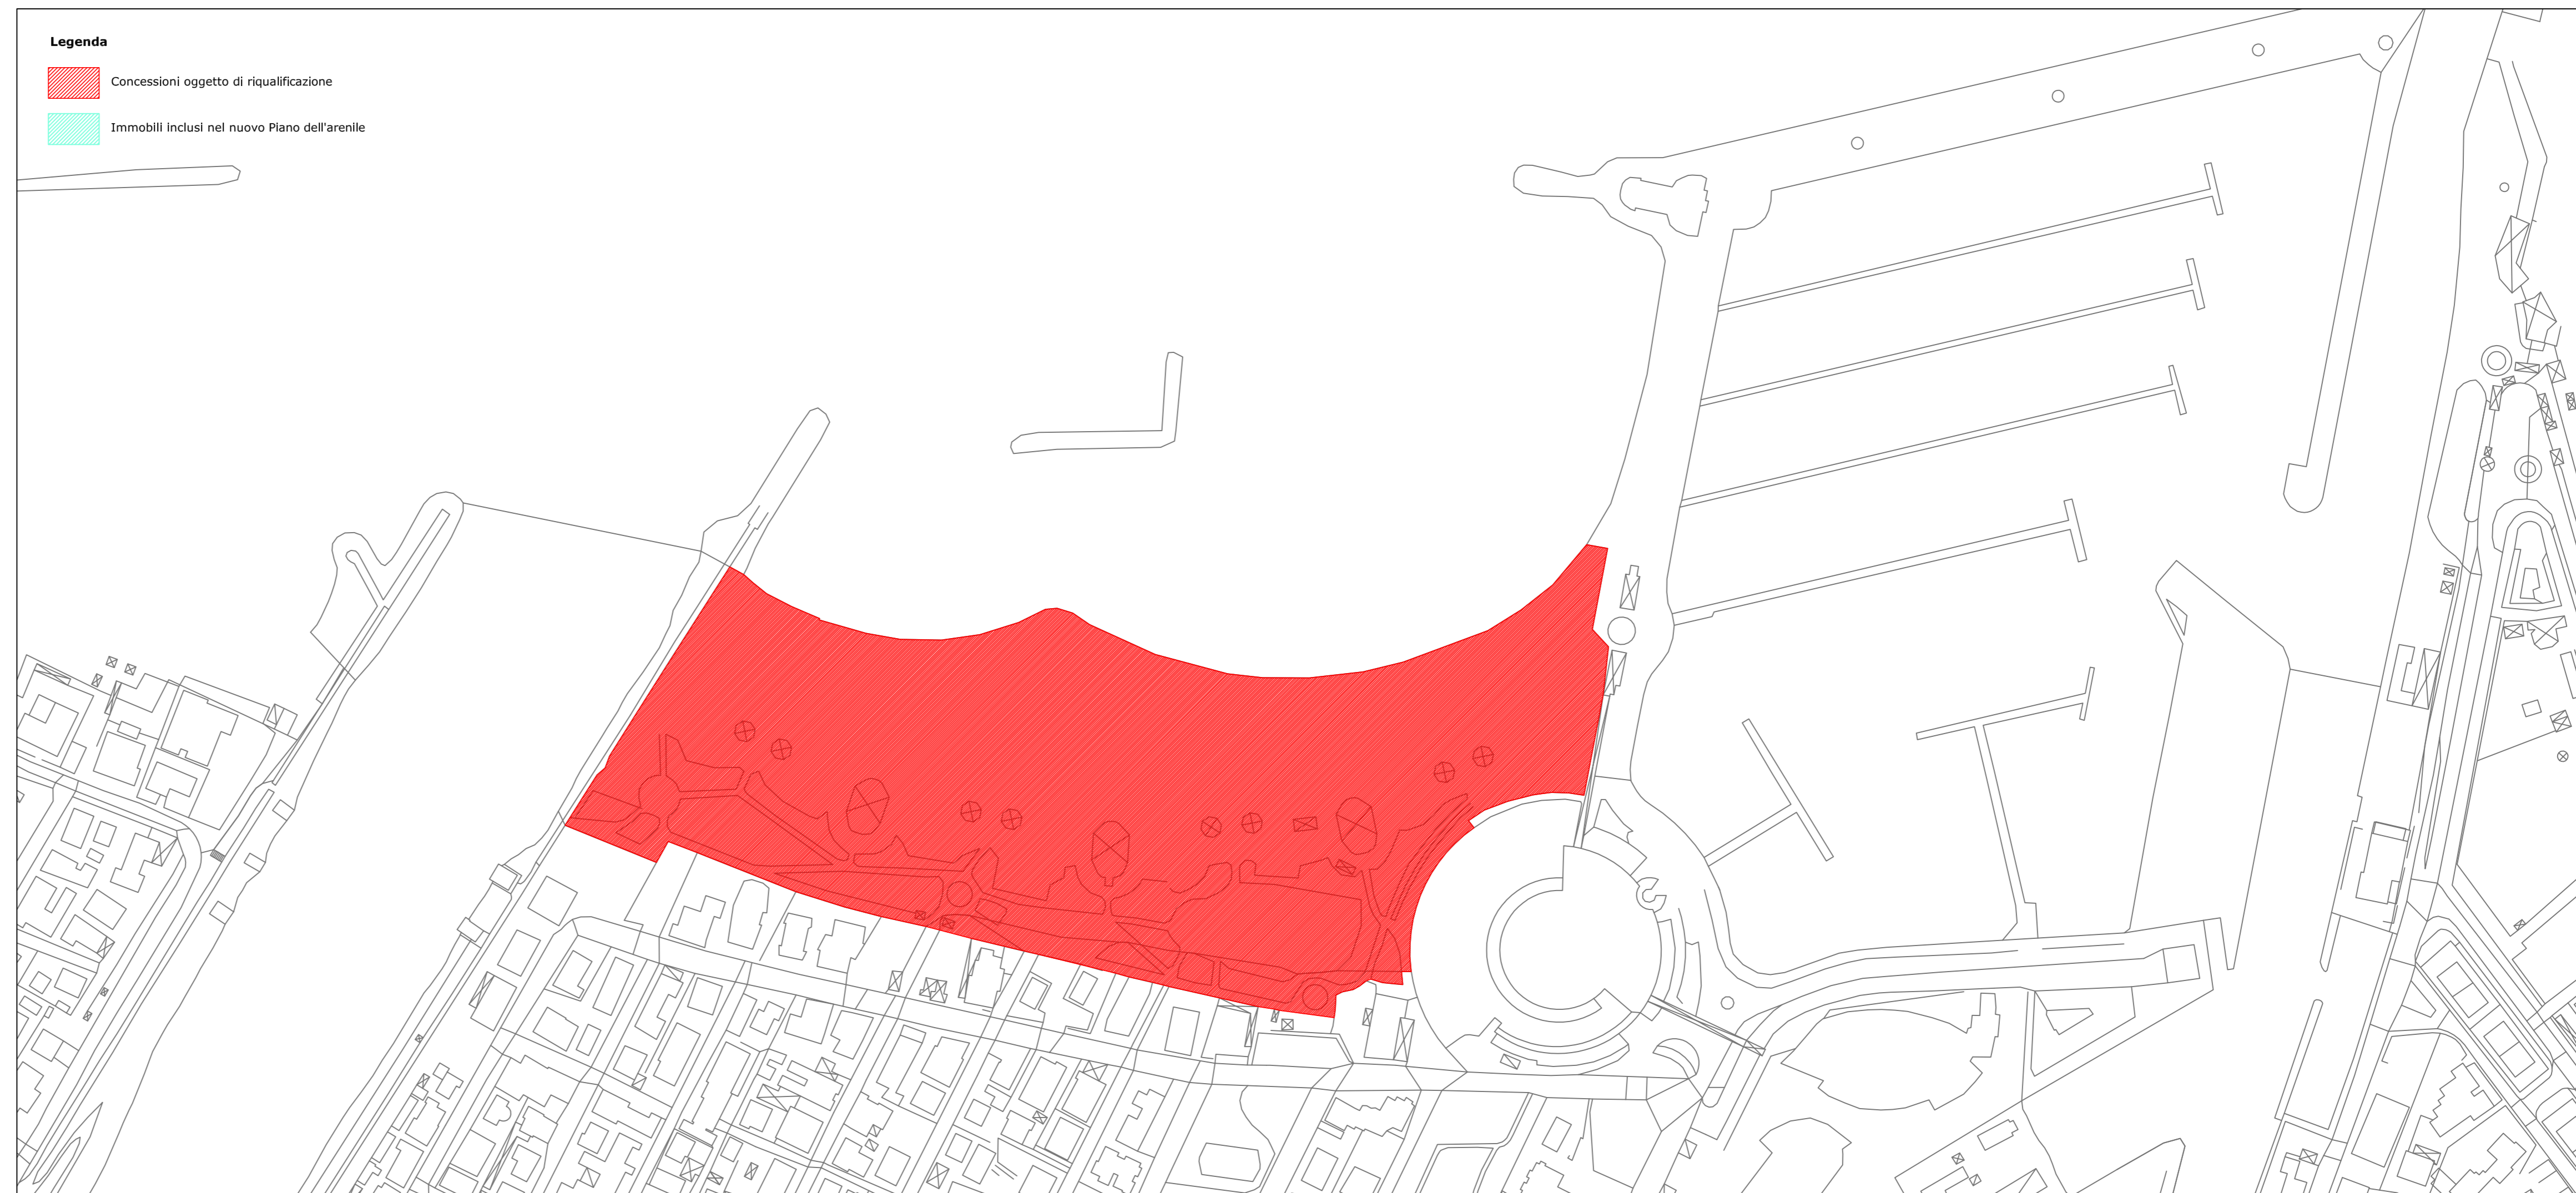 Legenda
Concessioni oggetto di riqualificazione
Immobili inclusi nel nuovo Piano dell'arenile